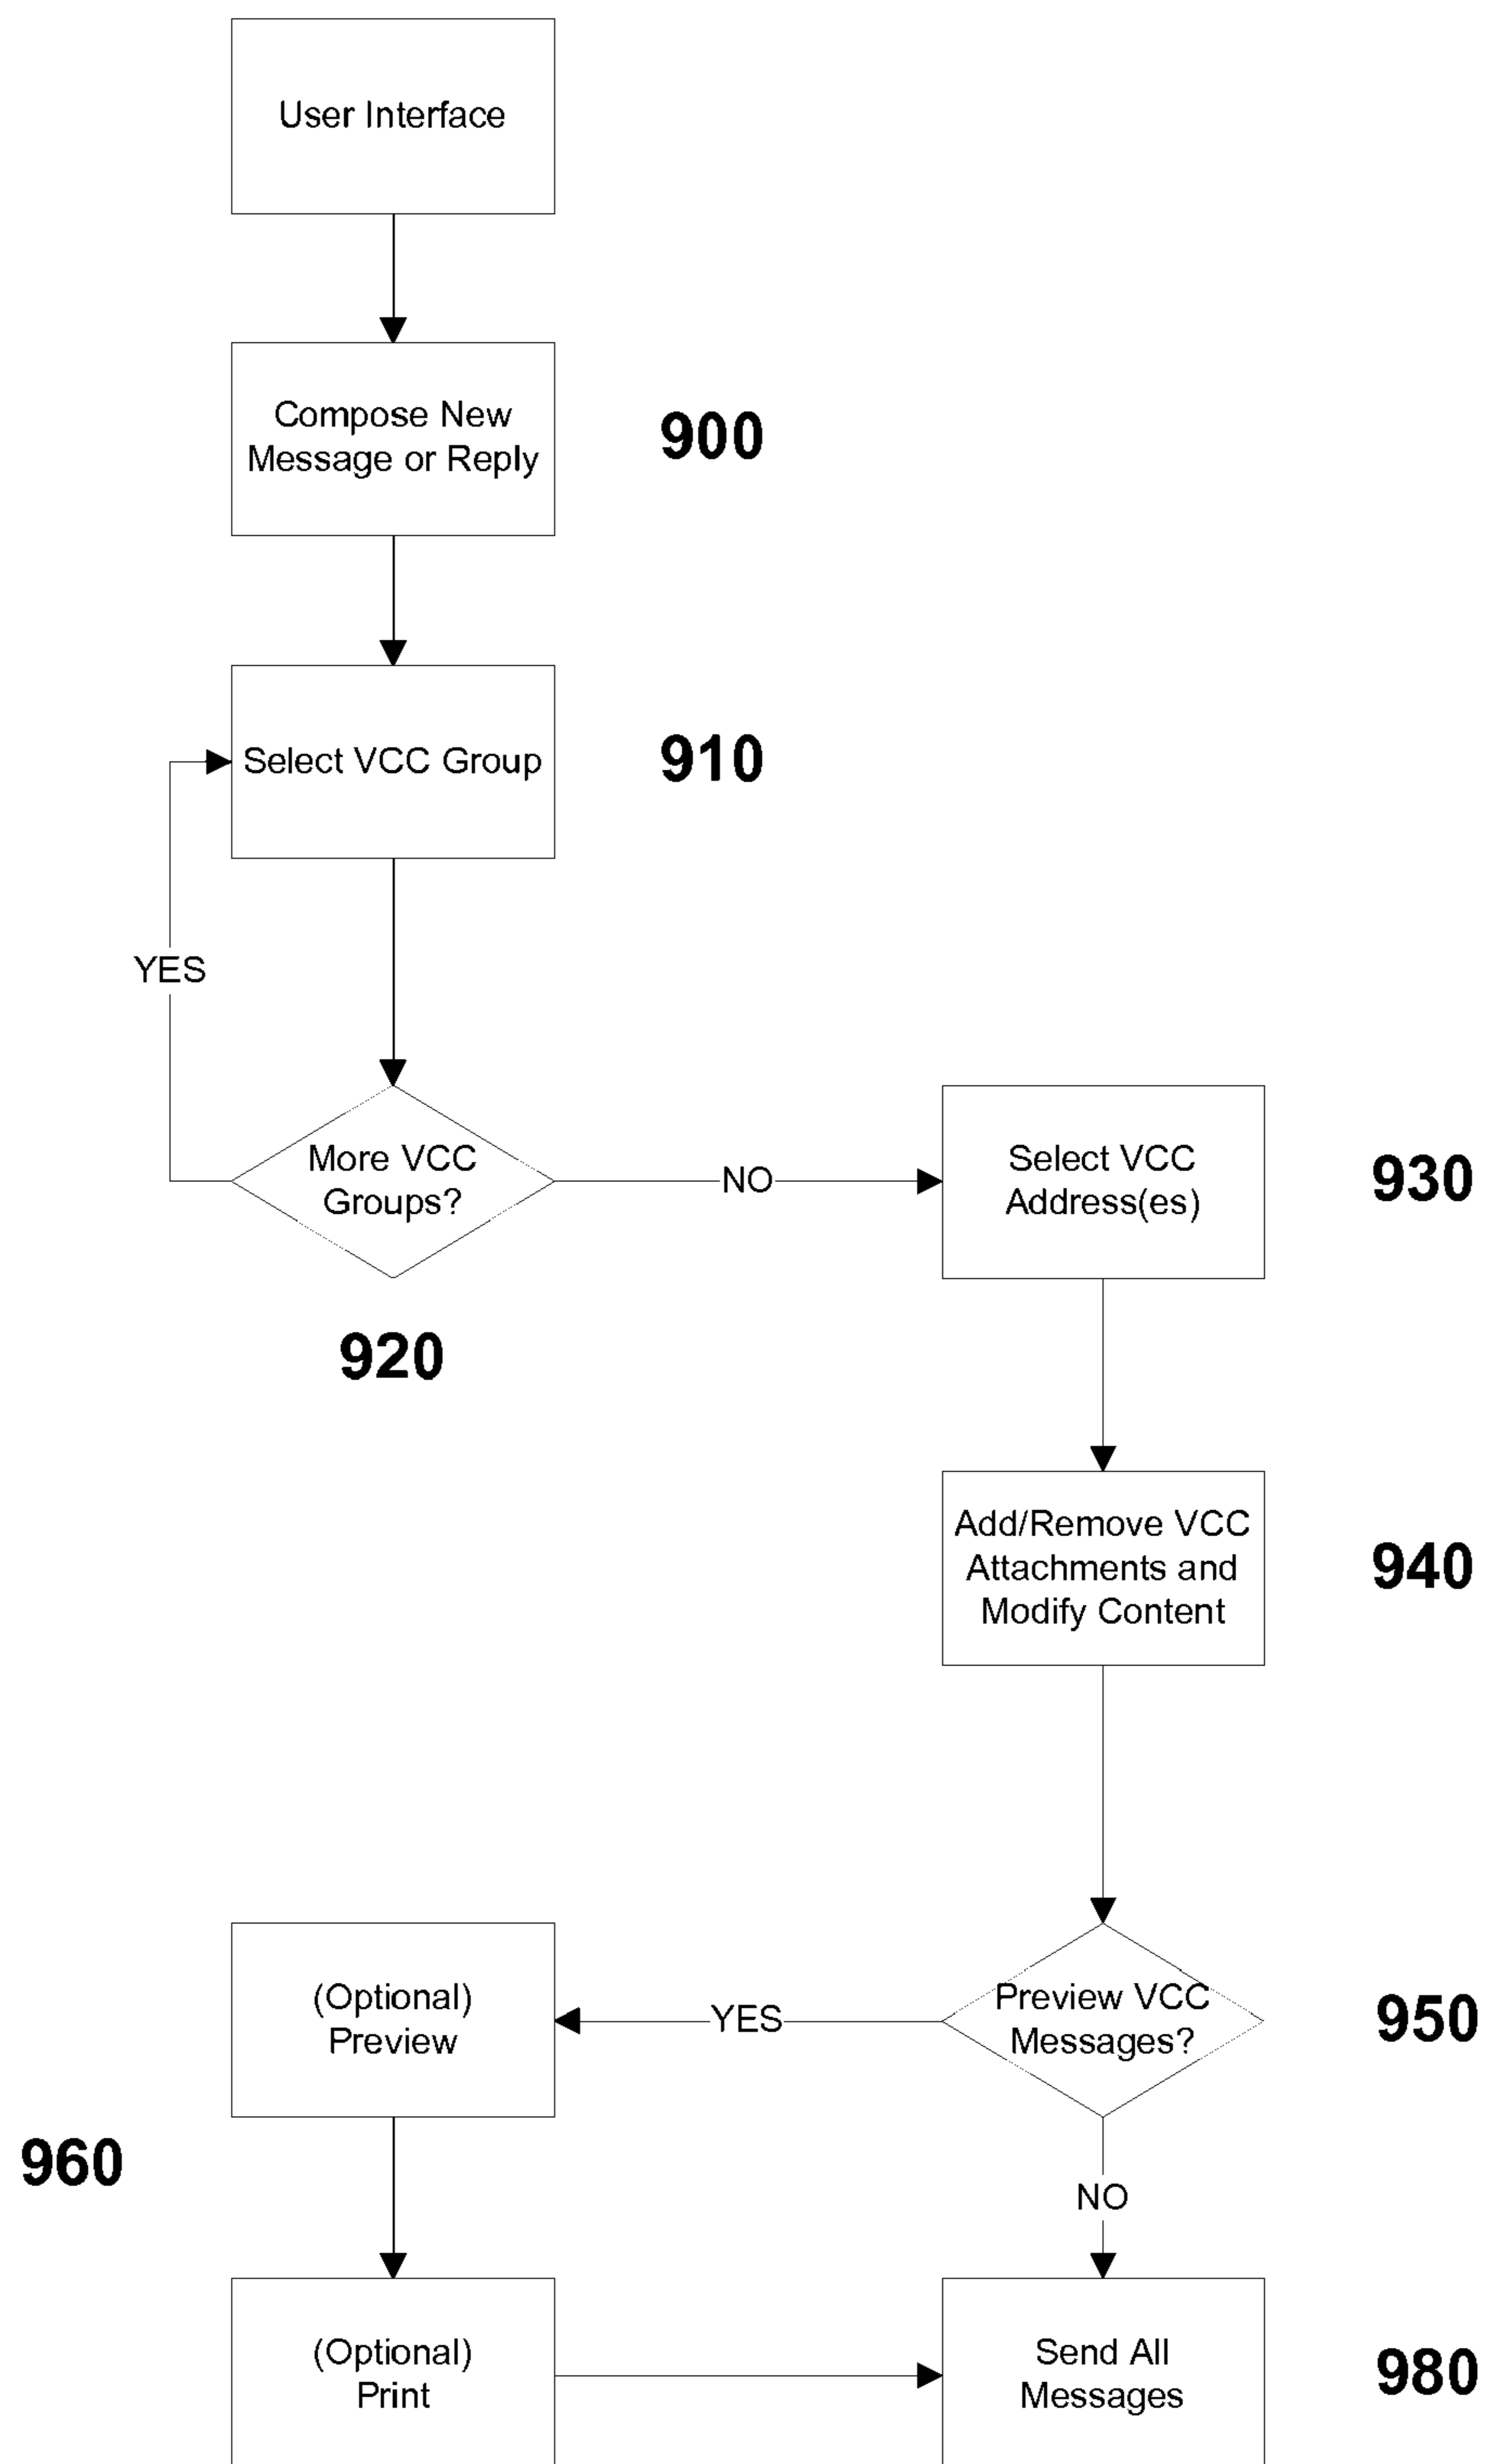 User Interface
Compose New
Message or Reply
900
Select VCC Group
910
YES
More VCC
Groups?
NO
920
Select VCC
Address(es)
930
Add/Remove VCC
Attachments and
Modify Content
940
Preview VCC
Messages?
950
YES
(Optional)
Preview
960
NO
(Optional)
Print
Send All
Messages
980